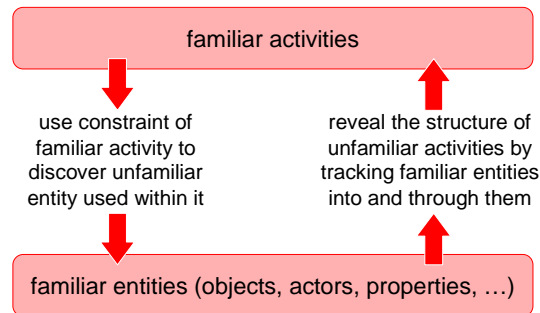 familiar activities
use constraint of
familiar activity to
discover unfamiliar
entity used within it
reveal the structure of
unfamiliar activities by
tracking familiar entities
into and through them
familiar entities (objects, actors, properties, …)